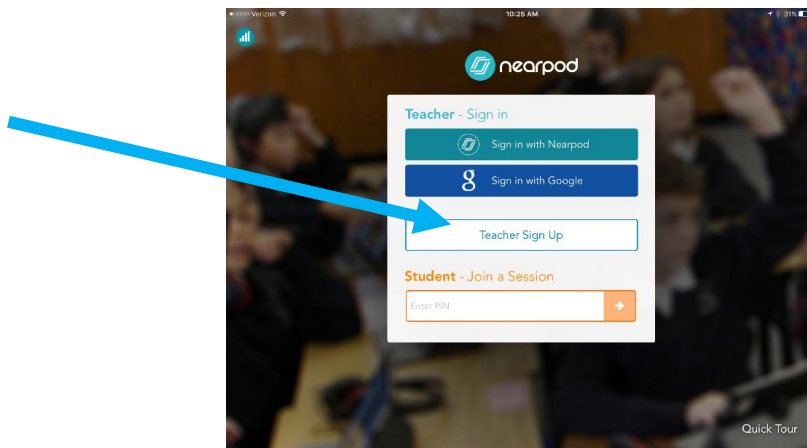 Verizon
10:25 AM
31%
nearpod
Teacher - Sign in
Sign in with Nearpod
g Sign in with Google
Teacher Sign Up
Student - Join a Session
Enter PIN
Quick Tour